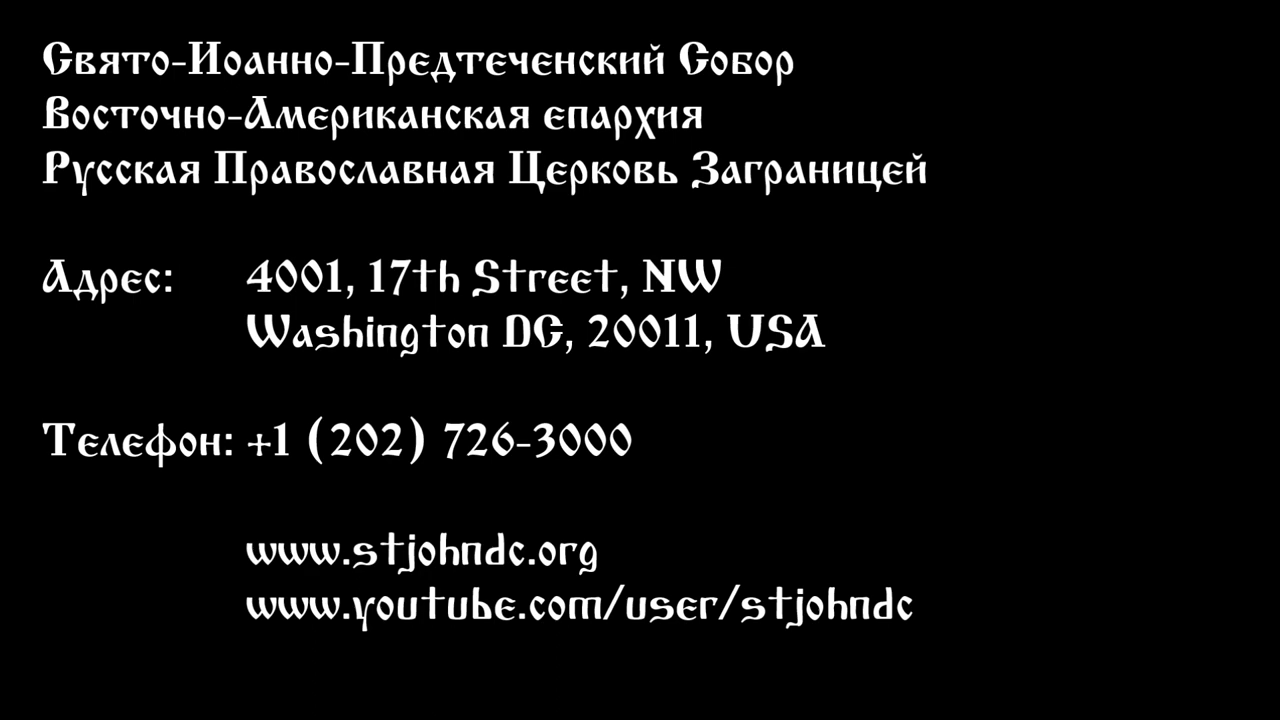 Свято-Иоанно-Предтеченский Собор
Восточно-Американская епархия
Русская Православная Церковь Заграницей
Адрес: 4001, 17th Street, NW
Washington DC, 20011, USA
Телефон: +1 (202) 726-3000
www.stjohndc.org
www.youtube.com/user/stjohndc